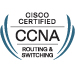 CISCO
CERTIFIED
CCNA
ROUTING &
SWITCHING